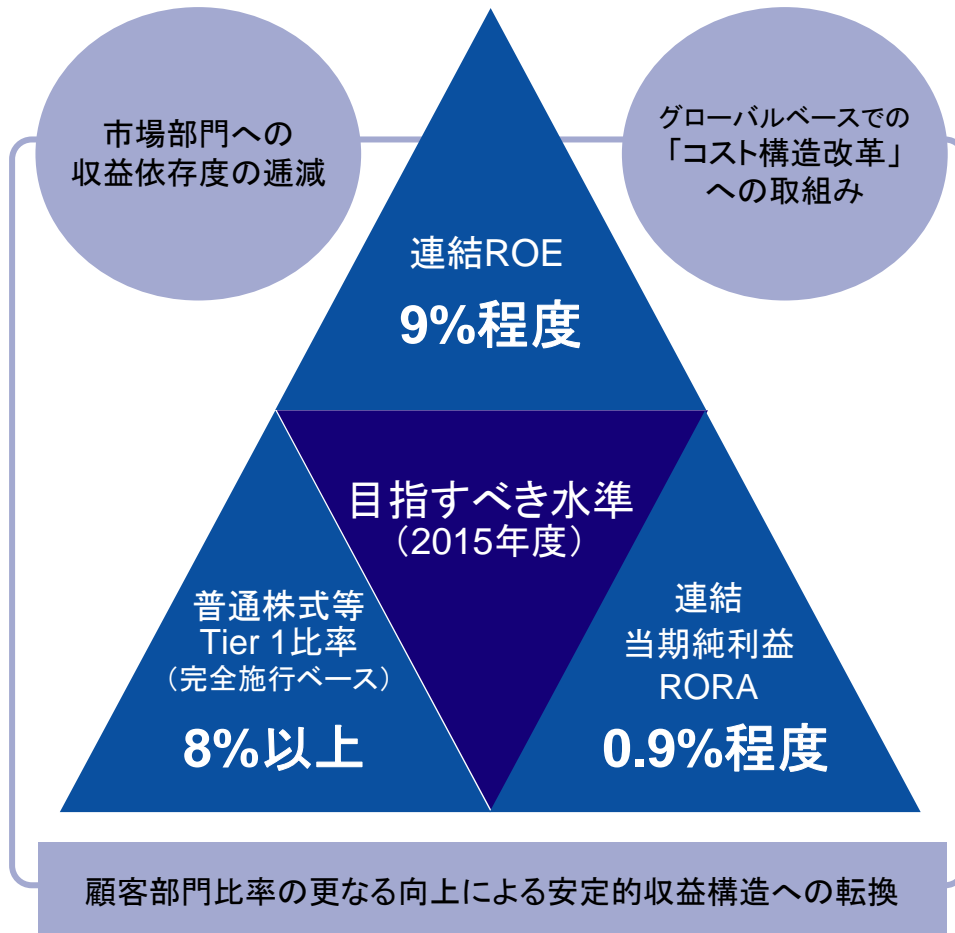 市場部門への
収益依存度の逓減
グローバルベースでの
「コスト構造改革」
への取組み
連結ROE
9%程度
目指すべき水準
（2015年度）
普通株式等
Tier 1比率
（完全施行ベース）
8%以上
連結
当期純利益
RORA
0.9%程度
顧客部門比率の更なる向上による安定的収益構造への転換